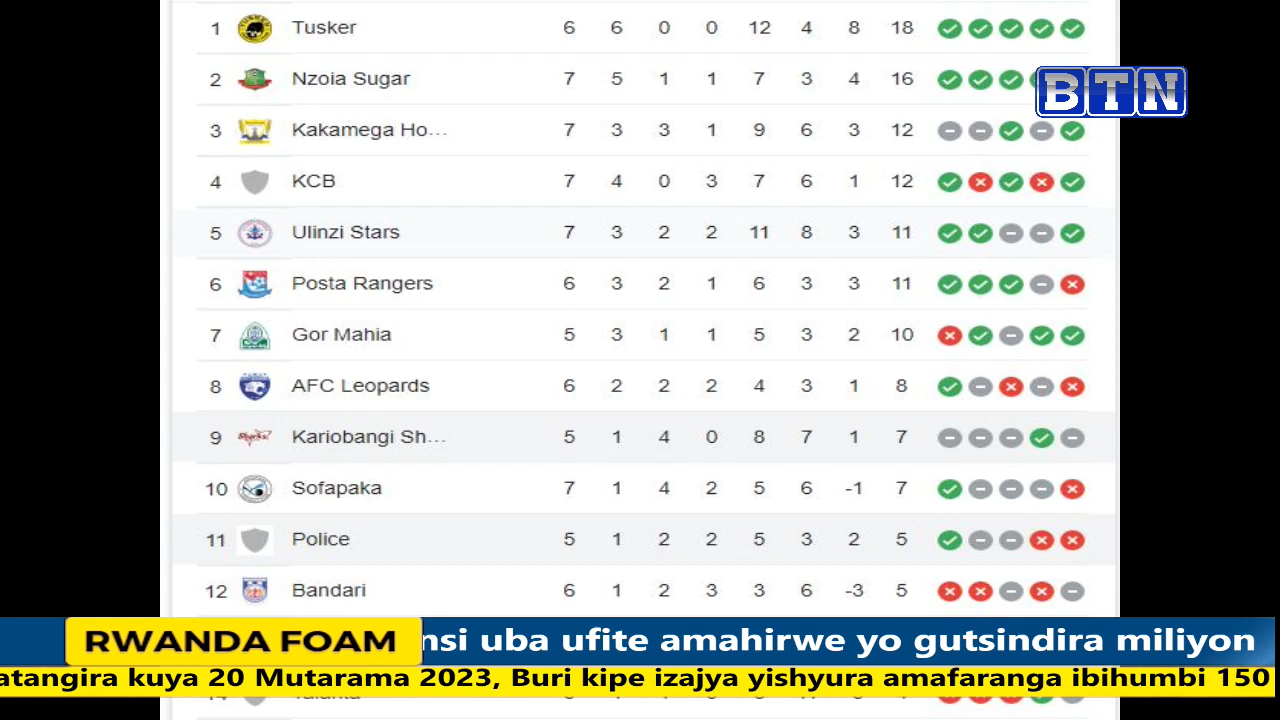 1 Tusker 6 6 0 0 12 4 8 18
2 Nzoia Sugar 7 5 1 1 7 3 4 16
BTN
3 Kakamega Ho... 7 3 3 1 9 6 3 12
4 KCB 7 4 0 3 7 6 1 12
5 Ulinzi Stars 7 3 2 2 11 8 3 11
6 Posta Rangers 6 3 2 1 6 3 3 11
7 Gor Mahia 5 3 1 1 5 3 2 10
8 AFC Leopards 6 2 2 2 4 3 1 8
9 Kariobangi Sh... 5 1 4 0 8 7 1 7
10 Sofapaka 7 1 4 2 5 6 -1 7
11 Police 5 1 2 2 5 3 2 5
12 Bandari 6 1 2 3 3 6 -3 5
RWANDA FOAM nsi uba ufite amahirwe yo gutsindira miliyon
atangira kuya 20 Mutarama 2023, Buri kipe izajya yishyura amafaranga ibihumbi 150